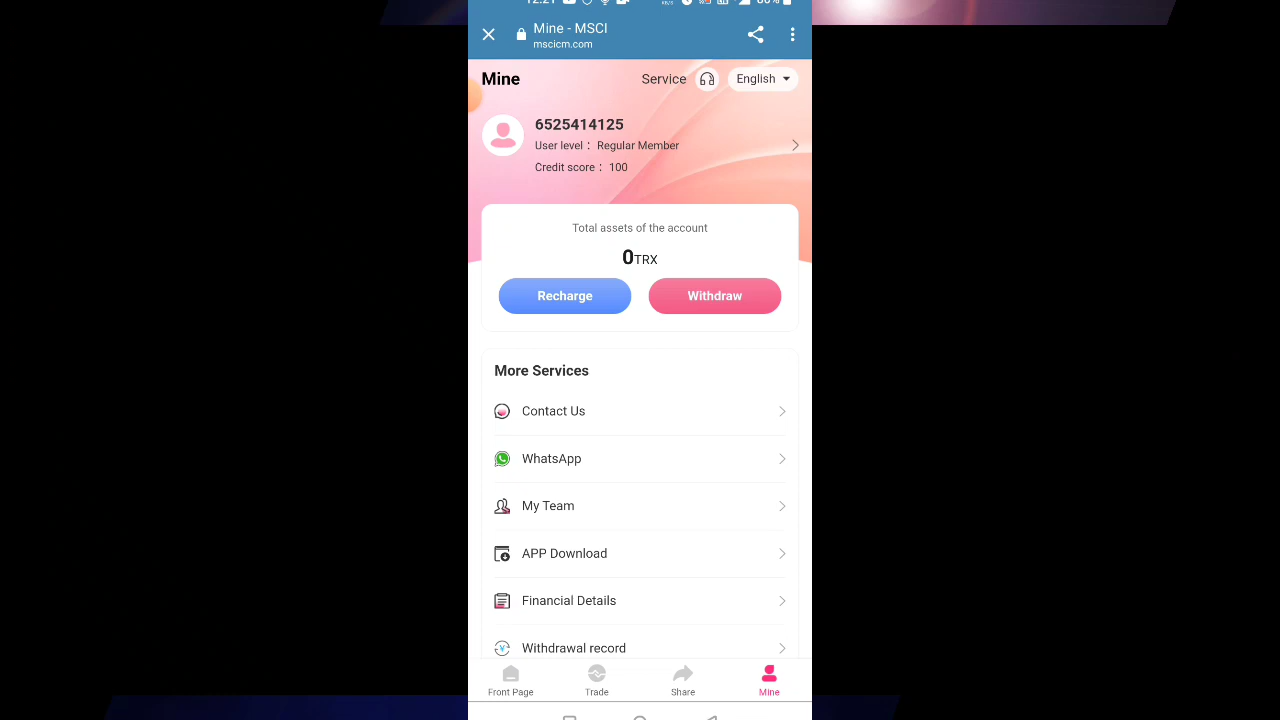 Mine - MSCI
mscicm.com
Mine
Service
English
6525414125
User level： Regular Member
Credit score： 100
Total assets of the account
0TRX
Recharge
Withdraw
More Services
Contact Us
WhatsApp
My Team
APP Download
Financial Details
Withdrawal record
Front Page
Trade
Share
Mine